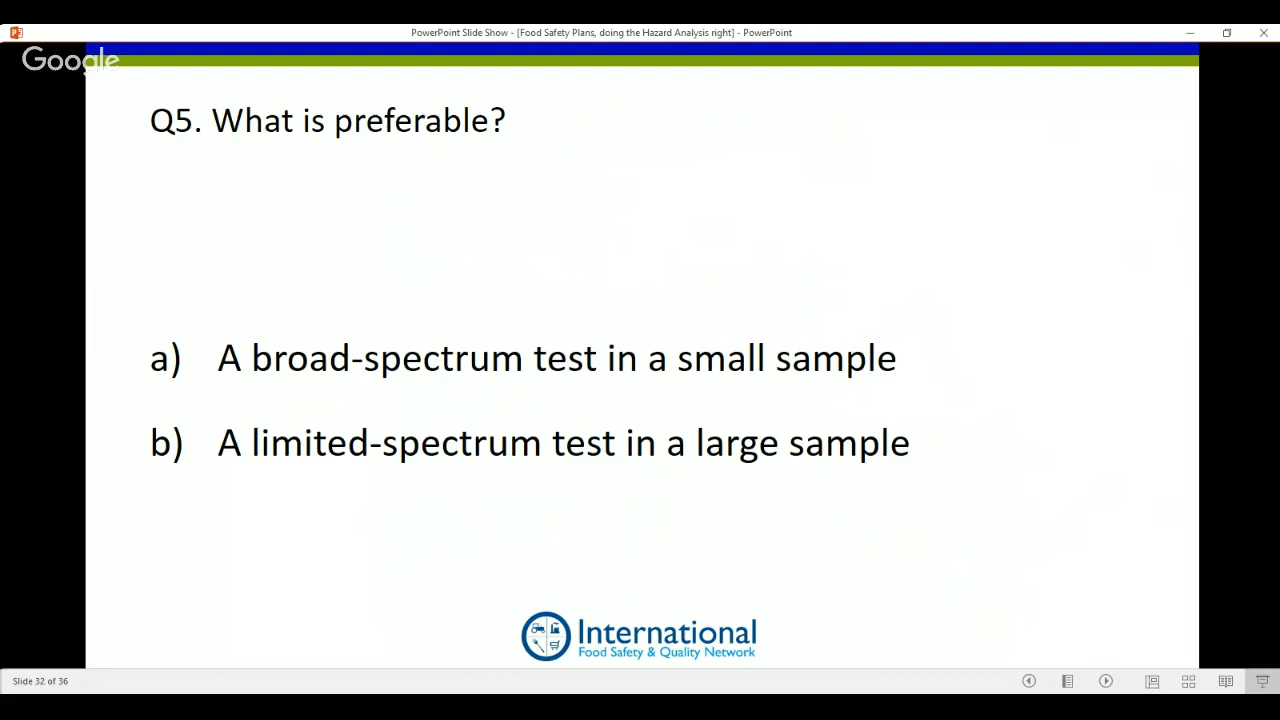 PowerPoint Slide Show - [Food Safety Plans, doing the Hazard Analysis right] - PowerPoint
Google
Q5. What is preferable?
a) A broad-spectrum test in a small sample
b) A limited-spectrum test in a large sample
International
Food Safety & Quality Network
Slide 32 of 36